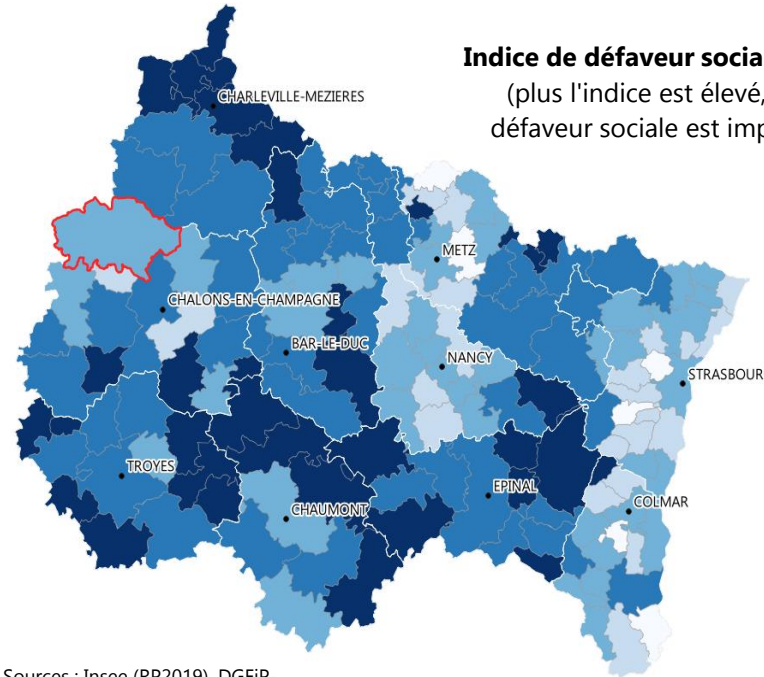 Indice de défaveur socia
(plus l'indice est élevé,
défaveur sociale est imp
CHARLEVILLE-MEZIERES
METZ
CHALONS-EN-CHAMPAGNE
BAR-LE-DUC
NANCY
STRASBOUR
TROYES
EPINAL
CHAUMONT
COLMAR
Sources : Insee (RP2019), DGFiP